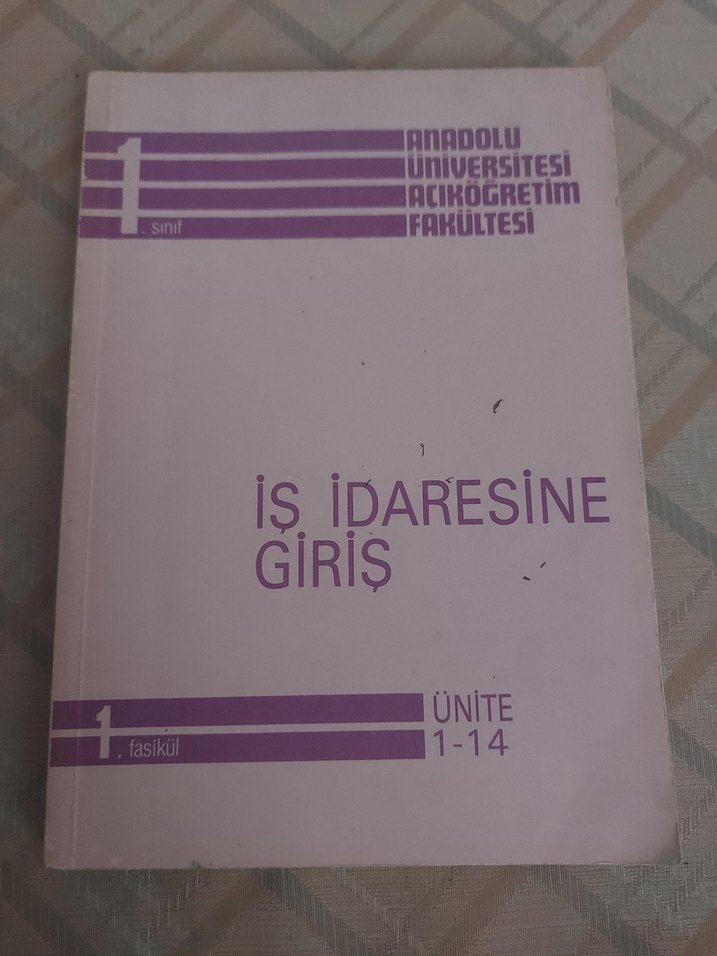 ANADOLU
ÜNİVERSİTESİ
AÇIKÖĞRETİM
FAKÜLTESİ
1. sınıf
İŞ İDARESİNE
GİRİŞ
1. fasikül
ÜNİTE
1-14